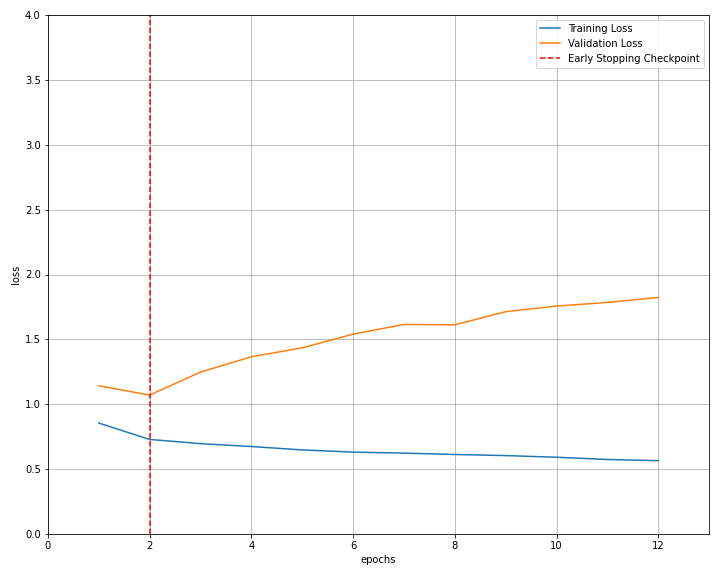 4.0
3.5
3.0
2.5
2.0
1.5
1.0
0.5
0.0
loss
0 2 4 6 8 10 12
epochs
Training Loss
Validation Loss
Early Stopping Checkpoint